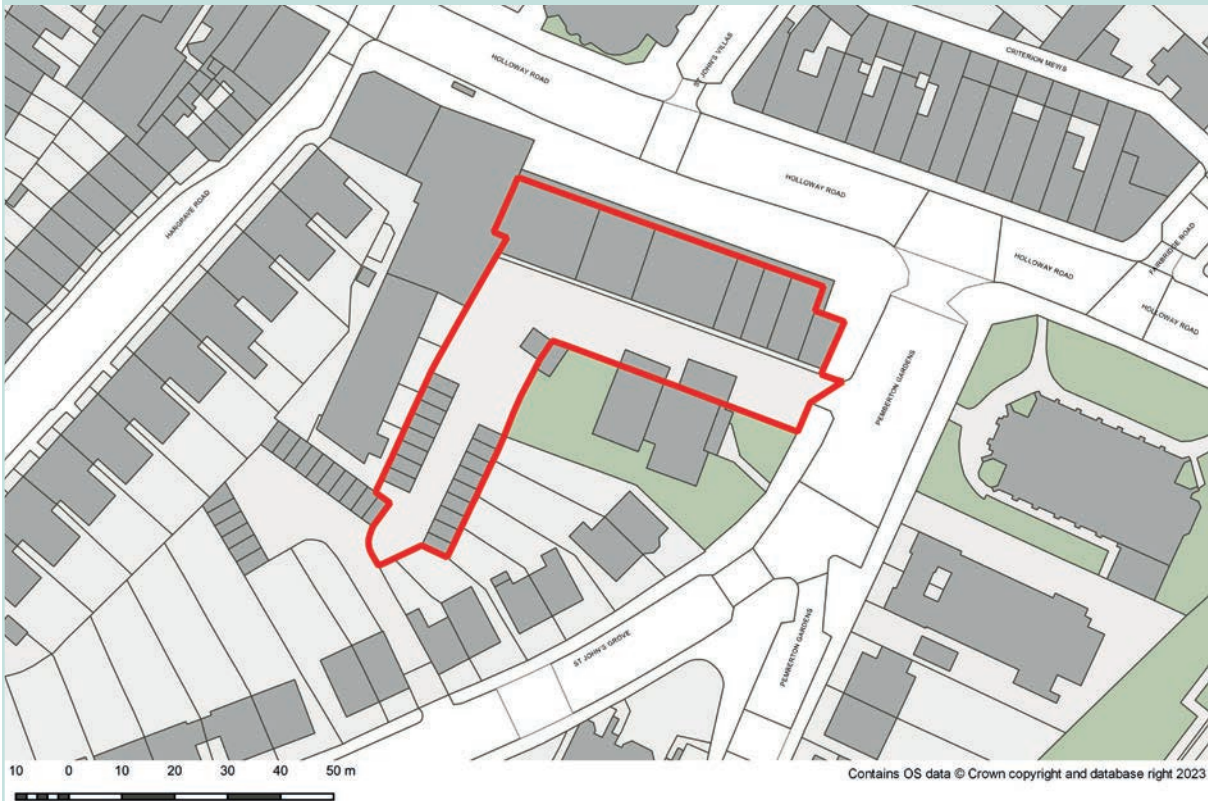 CRITERION MEWS
ST JOHN'S VILLAS
HOLLOWAY ROAD
HOLLOWAY ROAD
HARGRAVE ROAD
FAIRBRIDGE ROAD
HOLLOWAY ROAD
HOLLOWAY ROAD
PEMBERTON GARDENS
ST JOHN'S GROVE
PEMBERTON GARDENS
10 0 10 20 30 40 50 m
Contains OS data © Crown copyright and database right 2023